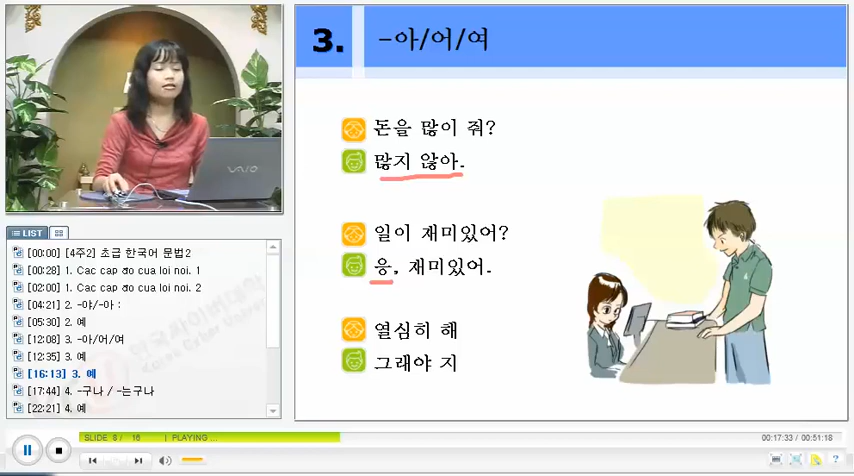 3.
-아/어/여
돈을 많이 줘?
많지 않아.
일이 재미있어?
응, 재미있어.
열심히 해
그래야 지
VAIO
LIST
[00:00] [4주2] 초급 한국어 문법2
[00:28] 1. Cac cap do cua loi noi. 1
[02:00] 1. Cac cap do cua loi noi. 2
[04:21] 2. -야/-아 :
[05:30] 2. 예
[12:08] 3. -아/어/여
[12:35] 3. 예
[16:13] 3. 예
[17:44] 4. -구나 / -는구나
[22:21] 4. 예
SLIDE 8 / 16 | PLAYING ...
00:17:33 / 00:51:18